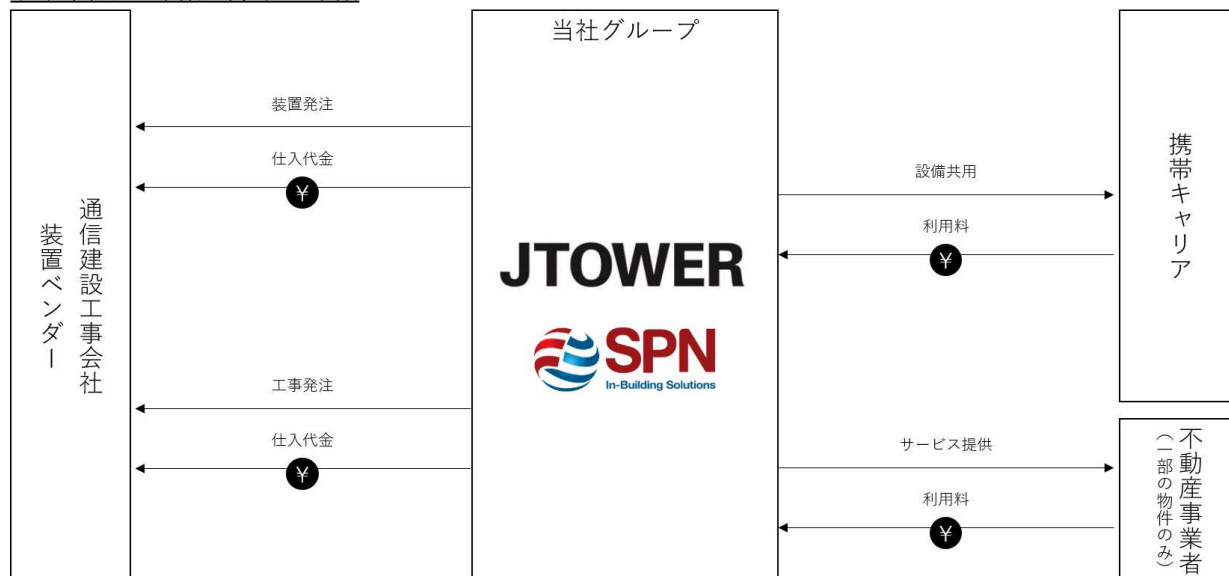 当社グループ
装置発注
仕入代金
¥
通信建設工事会社
装置ベンダー
工事発注
仕入代金
¥
JTOWER
SPN
In-Building Solutions
設備共用
利用料
¥
携帯キャリア
サービス提供
利用料
¥
不動産事業者
（一部の物件のみ）